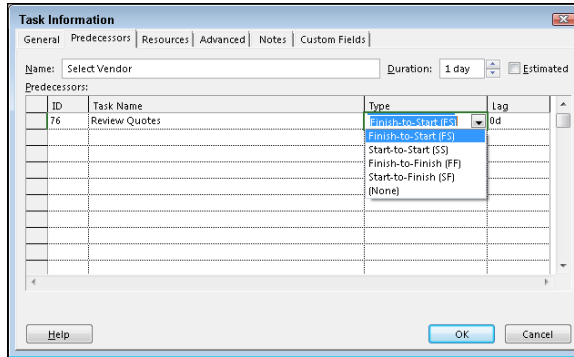 Task Information
General Predecessors Resources Advanced Notes Custom Fields
Name: Select Vendor Duration: 1 day Estimated
Predecessors:
ID Task Name Type Lag
76 Review Quotes Finish-to-Start (FS) 0d
Finish-to-Start (FS)
Start-to-Start (SS)
Finish-to-Finish (FF)
Start-to-Finish (SF)
(None)
Help OK Cancel